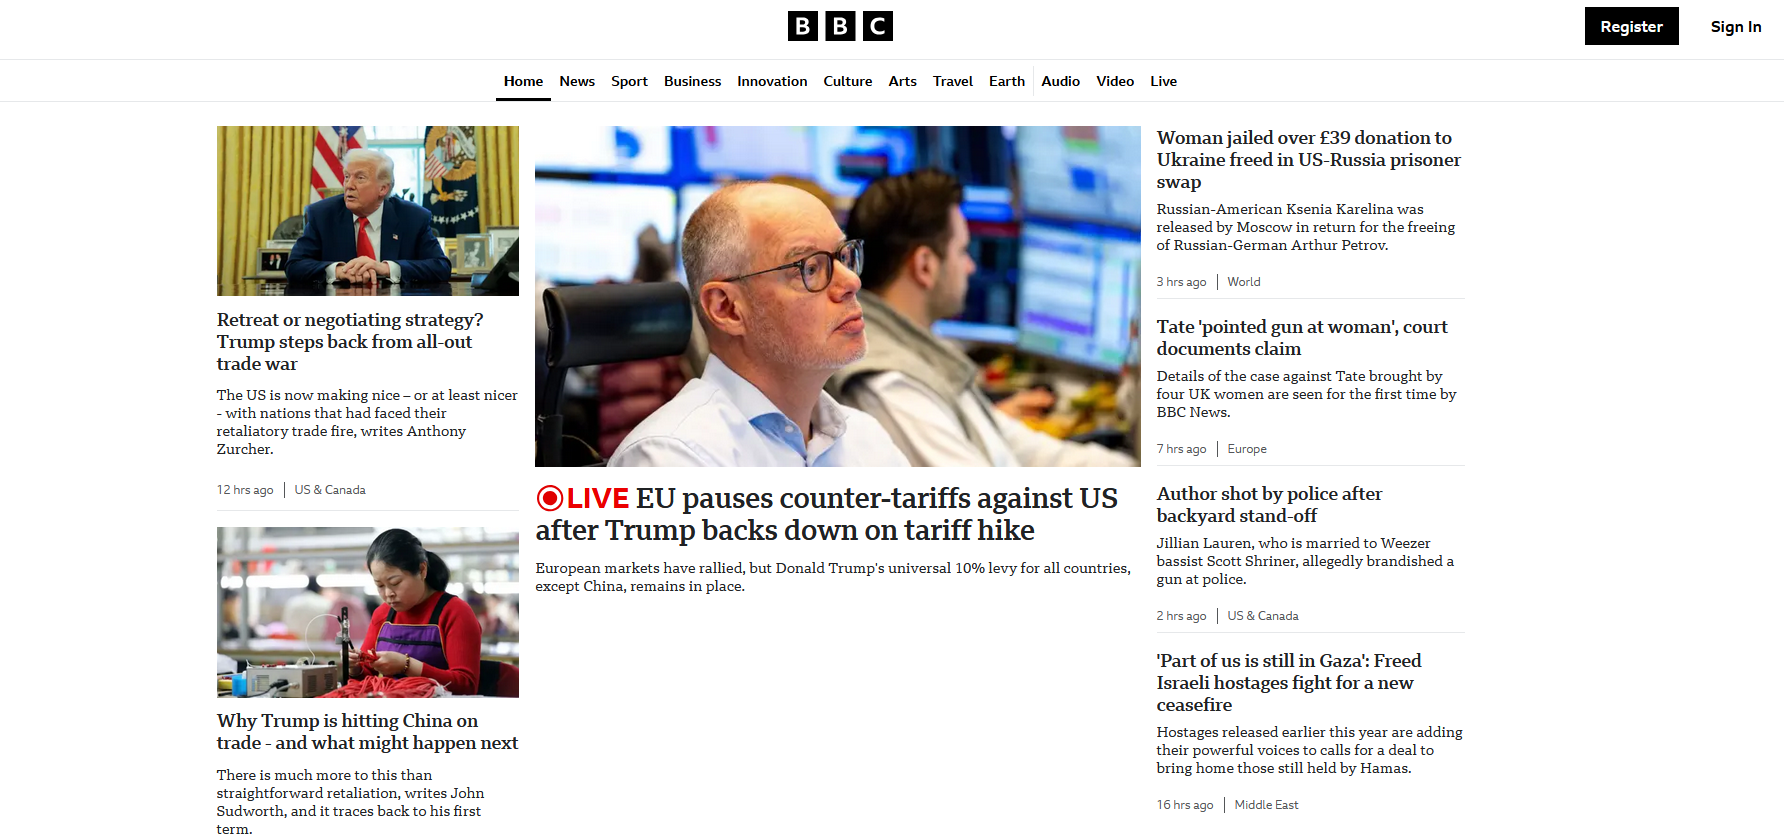 BBC
Register
Sign In
Home News Sport Business Innovation Culture Arts Travel Earth Audio Video Live
Retreat or negotiating strategy?
Trump steps back from all-out
trade war
The US is now making nice – or at least nicer
- with nations that had faced their
retaliatory trade fire, writes Anthony
Zurcher.
12 hrs ago | US & Canada
Why Trump is hitting China on
trade - and what might happen next
There is much more to this than
straightforward retaliation, writes John
Sudworth, and it traces back to his first
term.
LIVE EU pauses counter-tariffs against US
after Trump backs down on tariff hike
European markets have rallied, but Donald Trump's universal 10% levy for all countries,
except China, remains in place.
Woman jailed over £39 donation to
Ukraine freed in US-Russia prisoner
swap
Russian-American Ksenia Karelina was
released by Moscow in return for the freeing
of Russian-German Arthur Petrov.
3 hrs ago | World
Tate 'pointed gun at woman', court
documents claim
Details of the case against Tate brought by
four UK women are seen for the first time by
BBC News.
7 hrs ago | Europe
Author shot by police after
backyard stand-off
Jillian Lauren, who is married to Weezer
bassist Scott Shriner, allegedly brandished a
gun at police.
2 hrs ago | US & Canada
'Part of us is still in Gaza': Freed
Israeli hostages fight for a new
ceasefire
Hostages released earlier this year are adding
their powerful voices to calls for a deal to
bring home those still held by Hamas.
16 hrs ago | Middle East